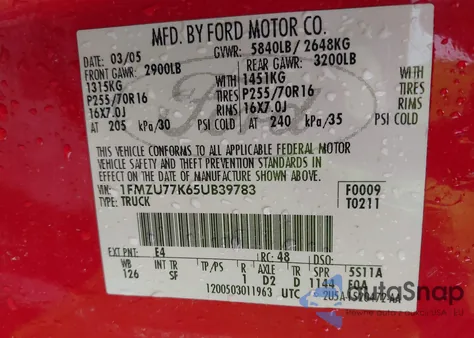 MFD. BY FORD MOTOR CO.
DATE: 03/05 GVWR: 5840LB/2648KG
FRONT GAWR: 2900LB REAR GAWR: 3200LB
1315KG WITH 1451KG WITH
P255/70R16 TIRES P255/70R16 TIRES
16X7.0J RIMS 16X7.0J RIMS
AT 205 kPa/30 PSI COLD AT 240 kPa/35 PSI COLD
THIS VEHICLE CONFORMS TO ALL APPLICABLE FEDERAL MOTOR
VEHICLE SAFETY AND THEFT PREVENTION STANDARDS IN
EFFECT ON THE DATE OF MANUFACTURE SHOWN ABOVE.
VIN: 1FMZU77K65UB39783 F0009
TYPE: TRUCK T0211
EXT PNT: E4 RC: 48 DSO:
WB INT TR TP/PS R AXLE TR SPR 5S11A
126 SF 1 D2 D 1144 F0A
1200503011963 UTC
Ford
AutoSnap